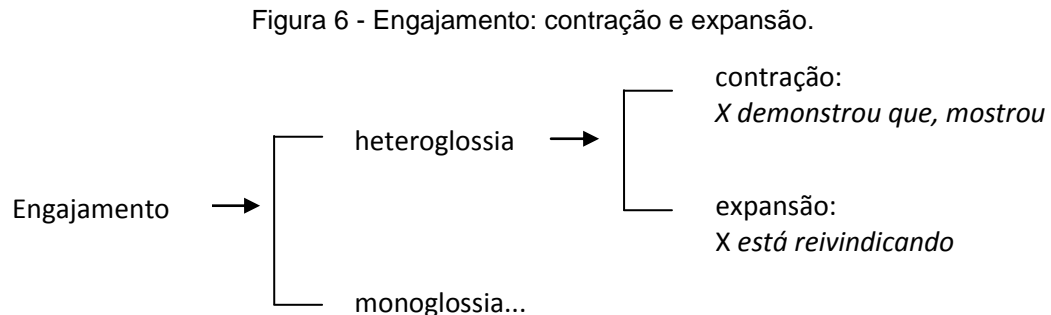 Figura 6 - Engajamento: contração e expansão.
contração:
X demonstrou que, mostrou
heteroglossia
Engajamento
expansão:
X está reivindicando
monoglossia...